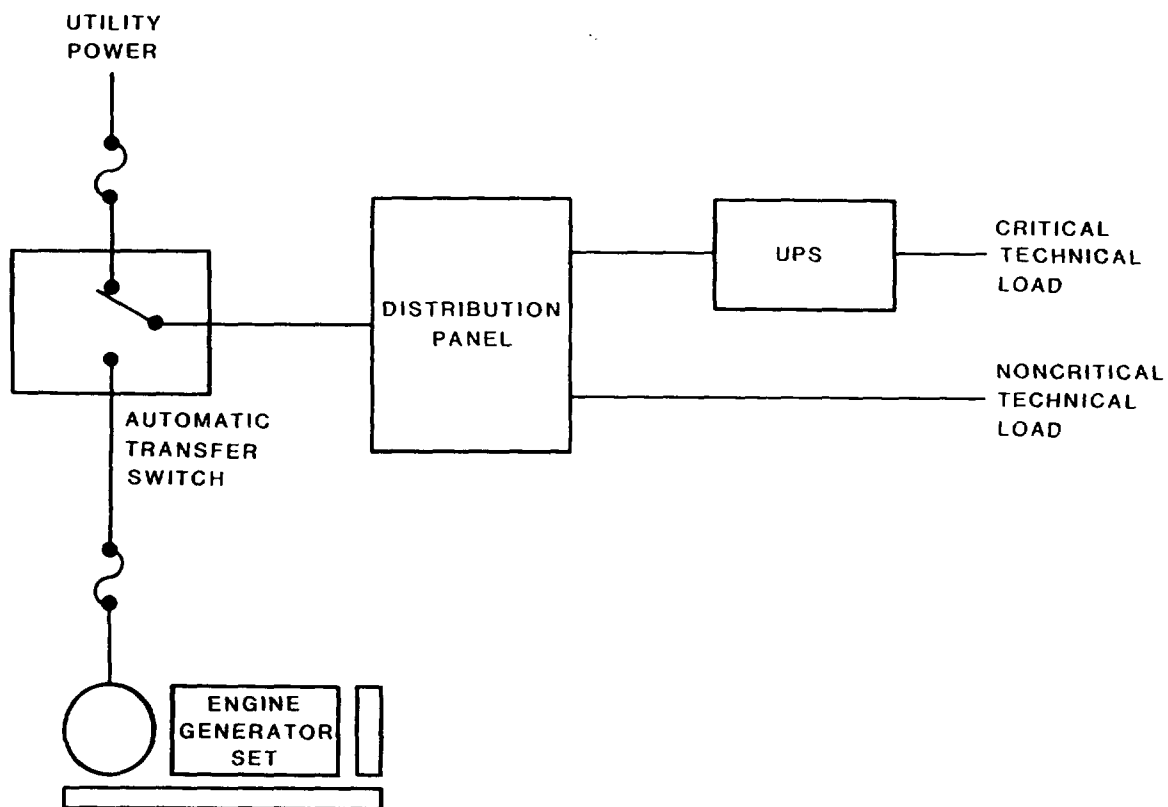 UTILITY
POWER
DISTRIBUTION
PANEL
UPS
CRITICAL
TECHNICAL
LOAD
NONCRITICAL
TECHNICAL
LOAD
AUTOMATIC
TRANSFER
SWITCH
ENGINE
GENERATOR
SET